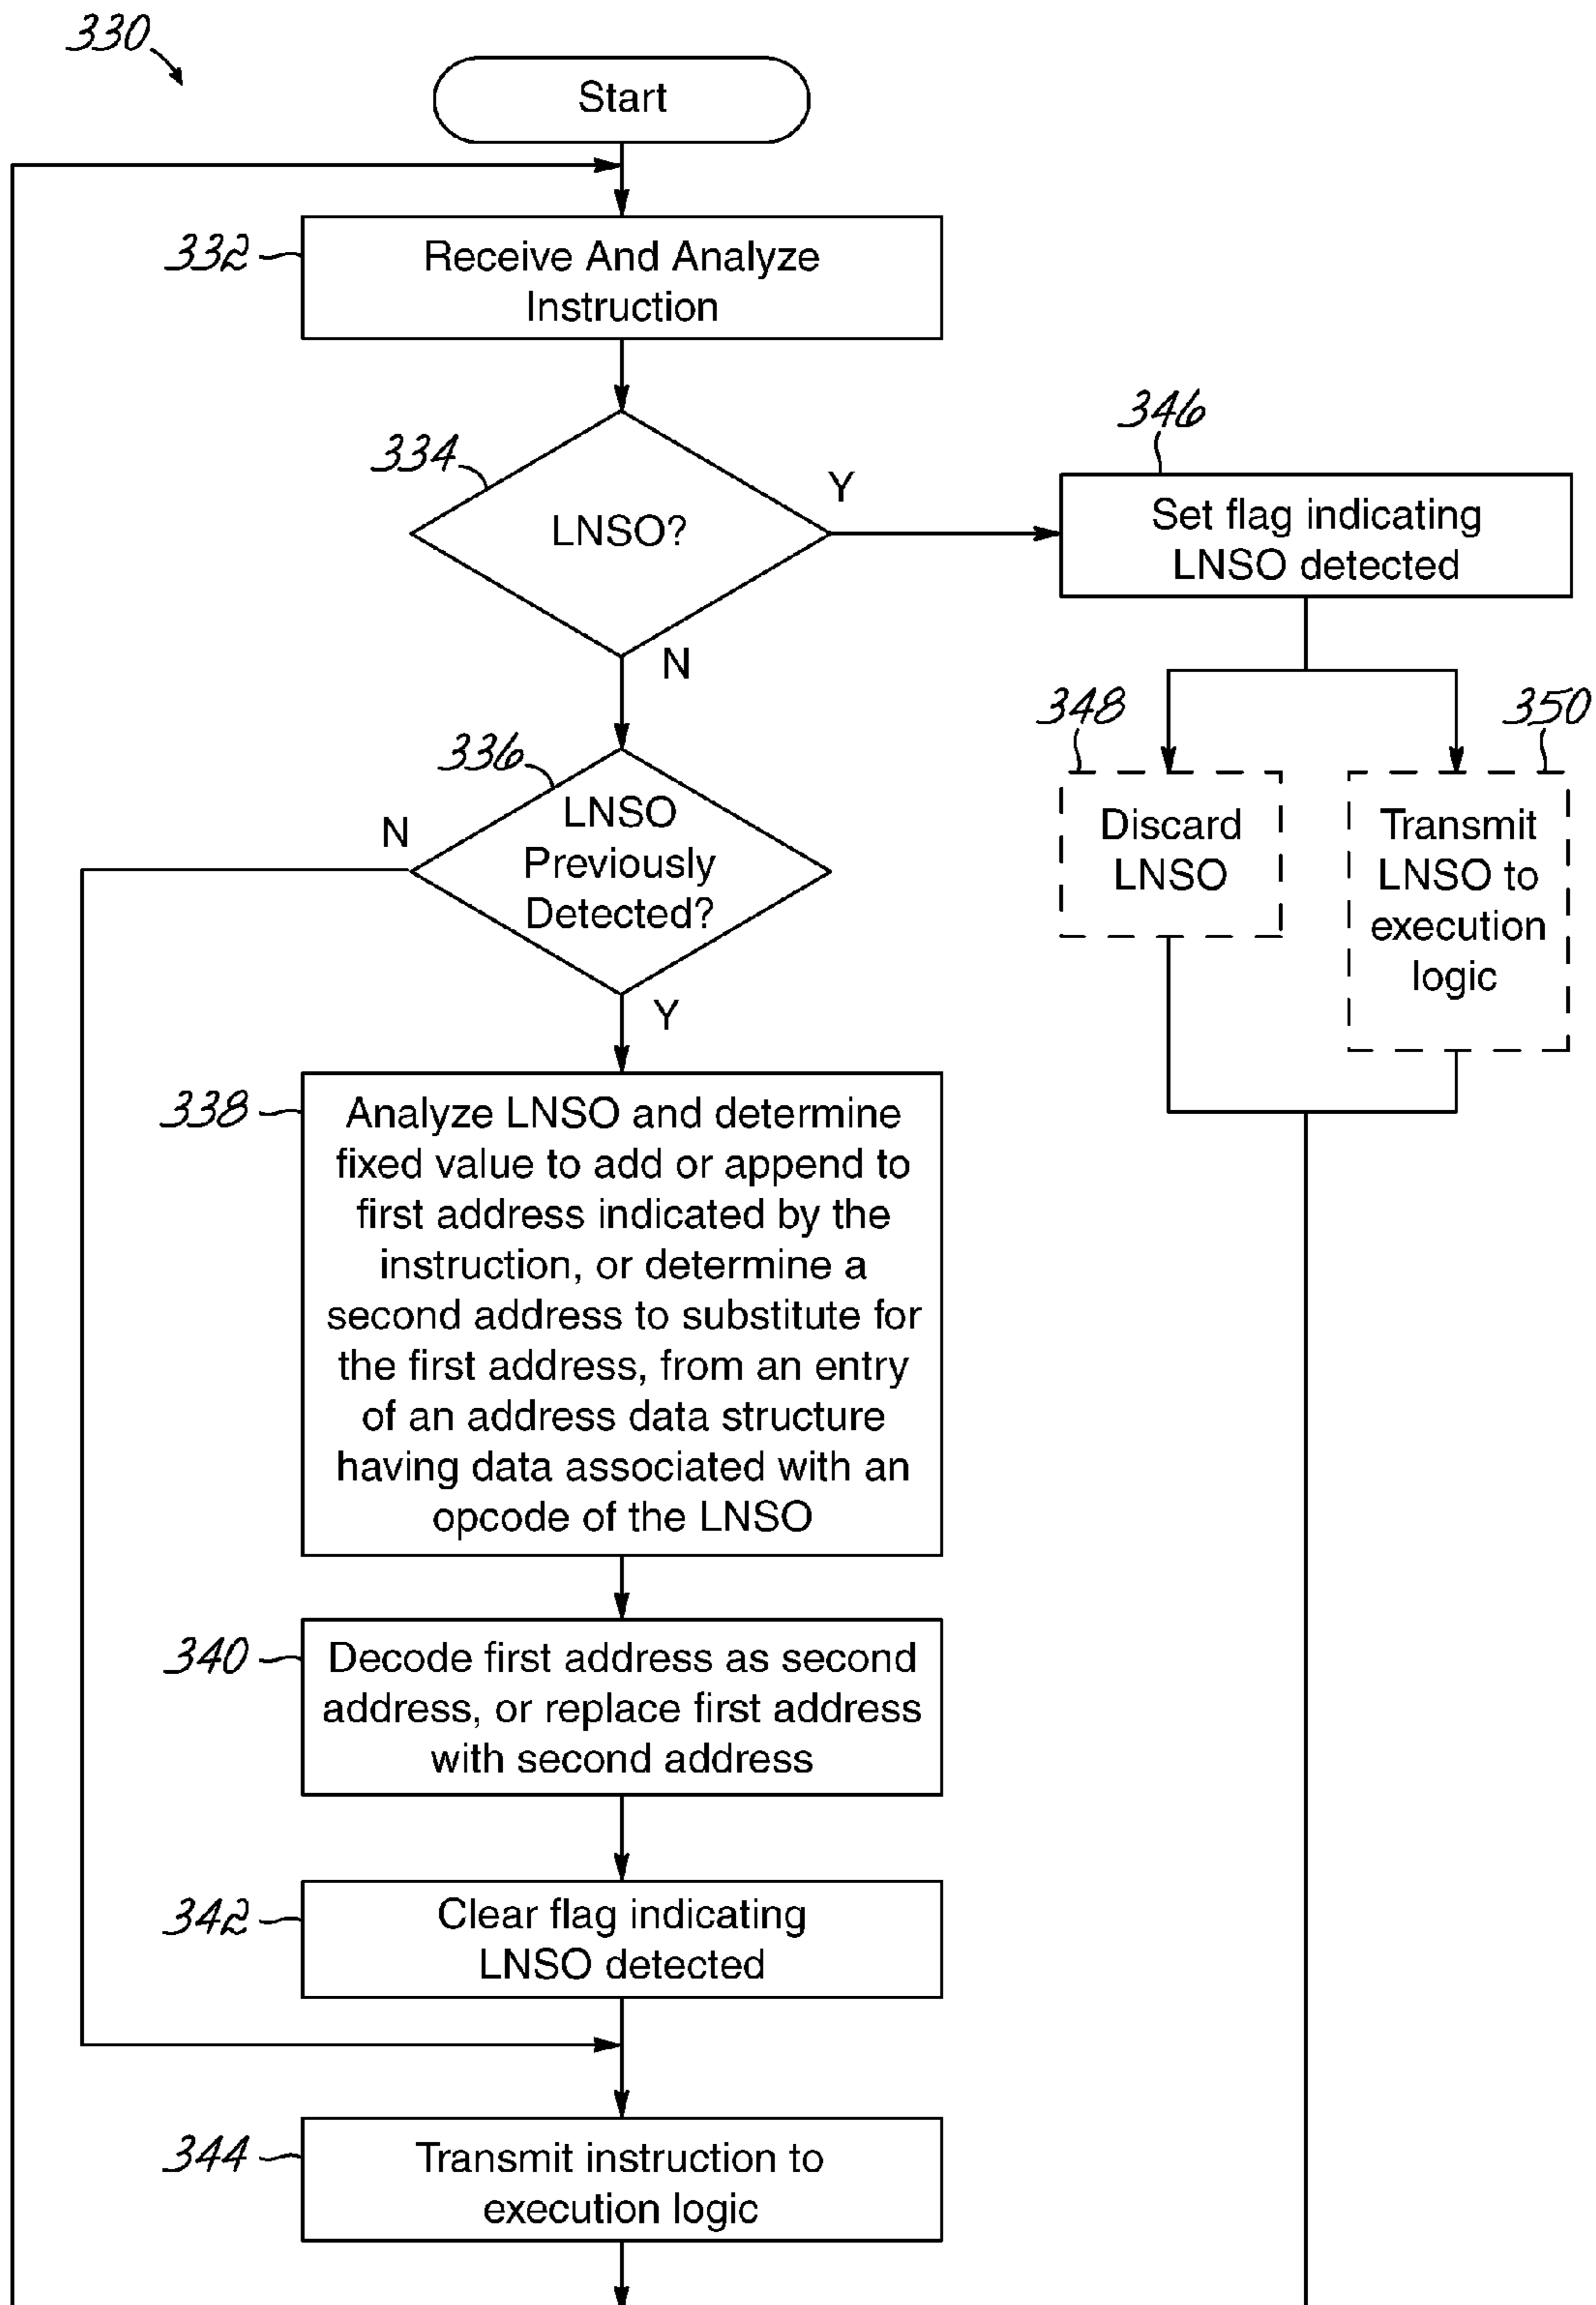 330
Start
332
Receive And Analyze
Instruction
334
LNSO?
Y
N
346
Set flag indicating
LNSO detected
348
Discard
LNSO
350
Transmit
LNSO to
execution
logic
336
LNSO
Previously
Detected?
N
Y
338
Analyze LNSO and determine
fixed value to add or append to
first address indicated by the
instruction, or determine a
second address to substitute for
the first address, from an entry
of an address data structure
having data associated with an
opcode of the LNSO
340
Decode first address as second
address, or replace first address
with second address
342
Clear flag indicating
LNSO detected
344
Transmit instruction to
execution logic